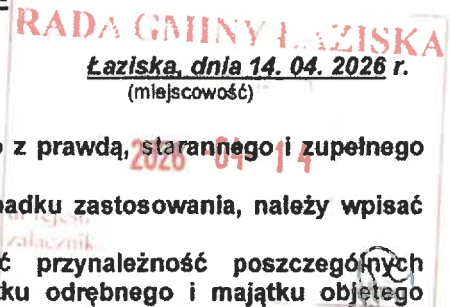 RADA GMINY ŁAZISKA
Łaziska, dnia 14. 04. 2026 r.
(miejscowość)
z prawdą, starannego i zupełnego
2026 -04- 14
padku zastosowania, należy wpisać
załącznik
ć przynależność poszczególnych
tku odrębnego i majątku objętego